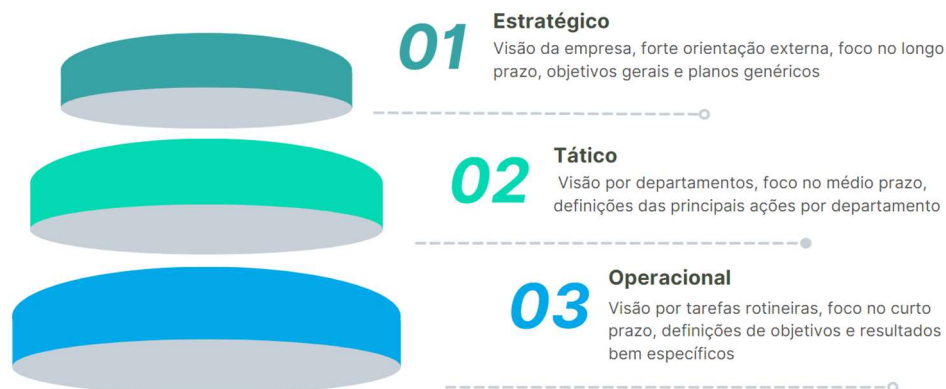 01
Estratégico
Visão da empresa, forte orientação externa, foco no longo
prazo, objetivos gerais e planos genéricos
02
Tático
Visão por departamentos, foco no médio prazo,
definições das principais ações por departamento
03
Operacional
Visão por tarefas rotineiras, foco no curto
prazo, definições de objetivos e resultados
bem específicos